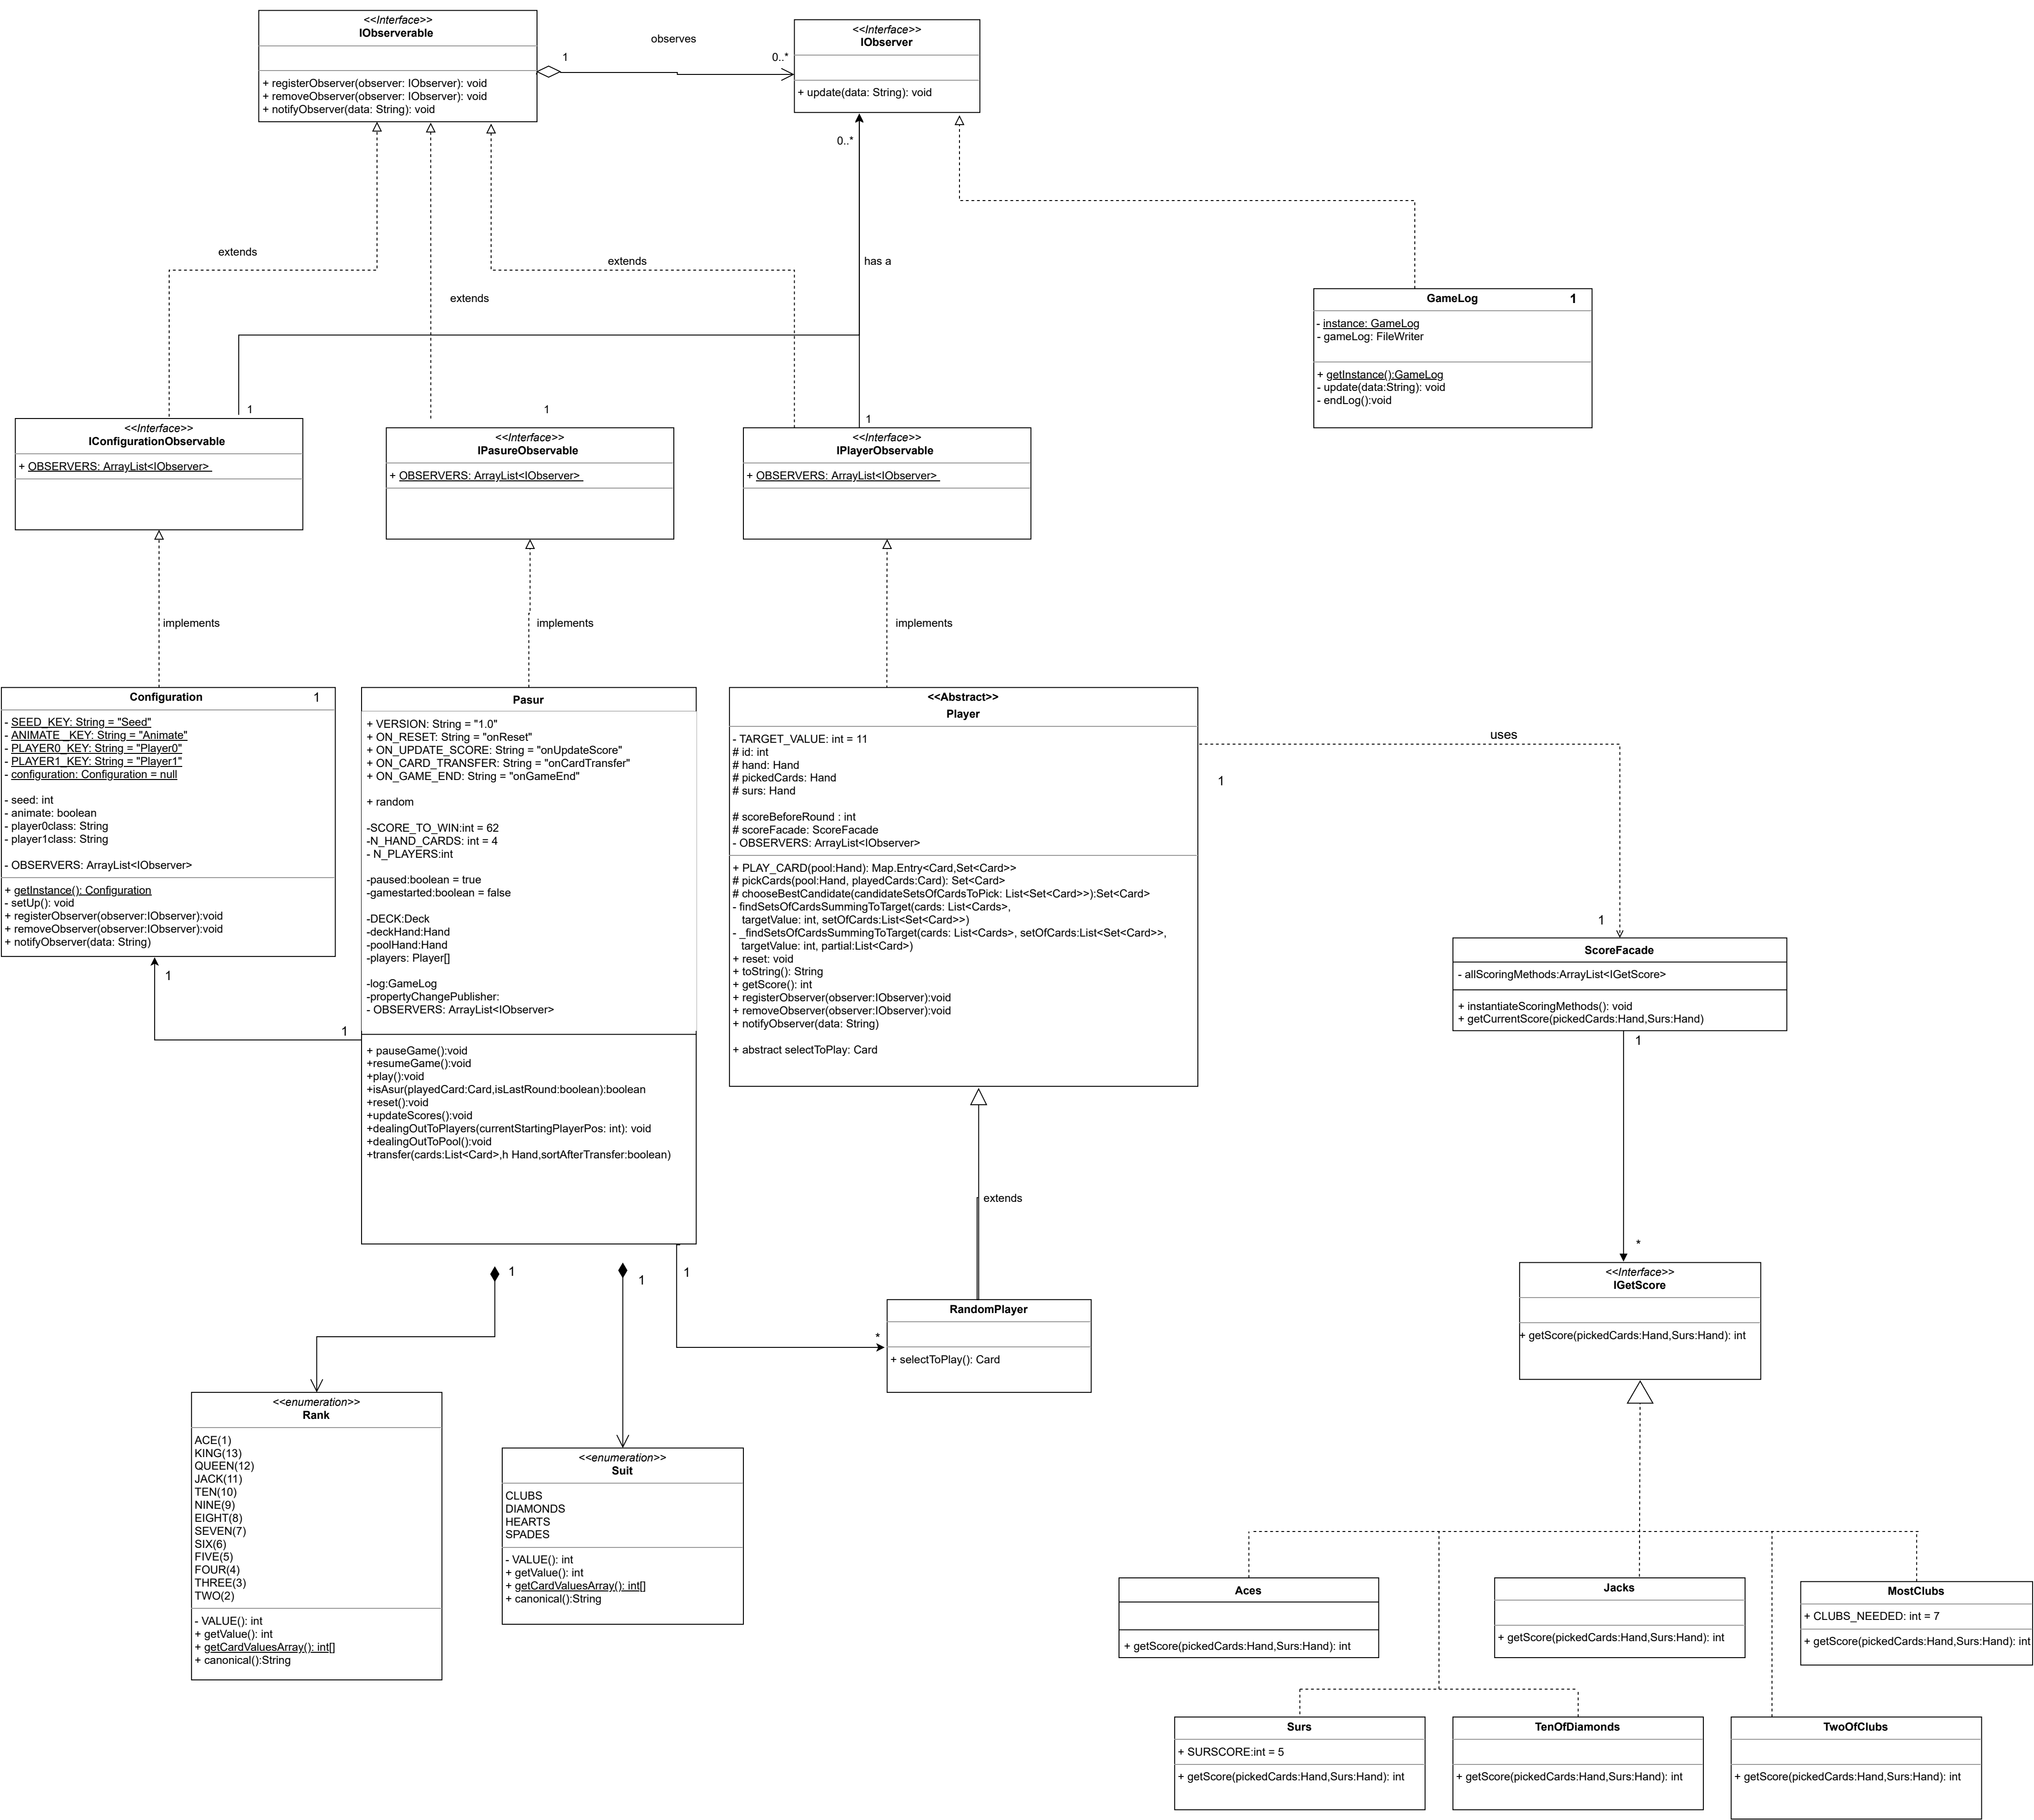 <<Interface>>
IObserverable
+ registerObserver(observer: IObserver): void
+ removeObserver(observer: IObserver): void
+ notifyObserver(data: String): void
1
observes
0..*
<<Interface>>
IObserver
+ update(data: String): void
0..*
extends
extends
extends
has a
GameLog
1
- instance: GameLog
- gameLog: FileWriter
+ getInstance():GameLog
- update(data:String): void
- endLog():void
1
1
1
<<Interface>>
IConfigurationObservable
+ OBSERVERS: ArrayList<IObserver>
<<Interface>>
IPasureObservable
+ OBSERVERS: ArrayList<IObserver>
<<Interface>>
IPlayerObservable
+ OBSERVERS: ArrayList<IObserver>
implements
implements
implements
Configuration
1
- SEED_KEY: String = "Seed"
- ANIMATE _KEY: String = "Animate"
- PLAYER0_KEY: String = "Player0"
- PLAYER1_KEY: String = "Player1"
- configuration: Configuration = null
- seed: int
- animate: boolean
- player0class: String
- player1class: String
- OBSERVERS: ArrayList<IObserver>
+ getInstance(): Configuration
- setUp(): void
+ registerObserver(observer:IObserver):void
+ removeObserver(observer:IObserver):void
+ notifyObserver(data: String)
1
1
Pasur
+ VERSION: String = "1.0"
+ ON_RESET: String = "onReset"
+ ON_UPDATE_SCORE: String = "onUpdateScore"
+ ON_CARD_TRANSFER: String = "onCardTransfer"
+ ON_GAME_END: String = "onGameEnd"
+ random
-SCORE_TO_WIN:int = 62
-N_HAND_CARDS: int = 4
- N_PLAYERS:int
-paused:boolean = true
-gamestarted:boolean = false
-DECK:Deck
-deckHand:Hand
-poolHand:Hand
-players: Player[]
-log:GameLog
-propertyChangePublisher:
- OBSERVERS: ArrayList<IObserver>
+ pauseGame():void
+resumeGame():void
+play():void
+isAsur(playedCard:Card,isLastRound:boolean):boolean
+reset():void
+updateScores():void
+dealingOutToPlayers(currentStartingPlayerPos: int): void
+dealingOutToPool():void
+transfer(cards:List<Card>,h Hand,sortAfterTransfer:boolean)
<<Abstract>>
Player
- TARGET_VALUE: int = 11
# id: int
# hand: Hand
# pickedCards: Hand
# surs: Hand
# scoreBeforeRound : int
# scoreFacade: ScoreFacade
- OBSERVERS: ArrayList<IObserver>
+ PLAY_CARD(pool:Hand): Map.Entry<Card,Set<Card>>
# pickCards(pool:Hand, playedCards:Card): Set<Card>
# chooseBestCandidate(candidateSetsOfCardsToPick: List<Set<Card>>):Set<Card>
- findSetsOfCardsSummingToTarget(cards: List<Cards>,
targetValue: int, setOfCards:List<Set<Card>>)
- _findSetsOfCardsSummingToTarget(cards: List<Cards>, setOfCards:List<Set<Card>>,
targetValue: int, partial:List<Card>)
+ reset: void
+ toString(): String
+ getScore(): int
+ registerObserver(observer:IObserver):void
+ removeObserver(observer:IObserver):void
+ notifyObserver(data: String)
+ abstract selectToPlay: Card
uses
1
1
ScoreFacade
- allScoringMethods:ArrayList<IGetScore>
+ instantiateScoringMethods(): void
+ getCurrentScore(pickedCards:Hand,Surs:Hand)
1
*
extends
1
1
1
*
RandomPlayer
+ selectToPlay(): Card
<<Interface>>
IGetScore
+ getScore(pickedCards:Hand,Surs:Hand): int
<<enumeration>>
Rank
ACE(1)
KING(13)
QUEEN(12)
JACK(11)
TEN(10)
NINE(9)
EIGHT(8)
SEVEN(7)
SIX(6)
FIVE(5)
FOUR(4)
THREE(3)
TWO(2)
- VALUE(): int
+ getValue(): int
+ getCardValuesArray(): int[]
+ canonical():String
<<enumeration>>
Suit
CLUBS
DIAMONDS
HEARTS
SPADES
- VALUE(): int
+ getValue(): int
+ getCardValuesArray(): int[]
+ canonical():String
Aces
+ getScore(pickedCards:Hand,Surs:Hand): int
Jacks
+ getScore(pickedCards:Hand,Surs:Hand): int
MostClubs
+ CLUBS_NEEDED: int = 7
+ getScore(pickedCards:Hand,Surs:Hand): int
Surs
+ SURSCORE:int = 5
+ getScore(pickedCards:Hand,Surs:Hand): int
TenOfDiamonds
+ getScore(pickedCards:Hand,Surs:Hand): int
TwoOfClubs
+ getScore(pickedCards:Hand,Surs:Hand): int